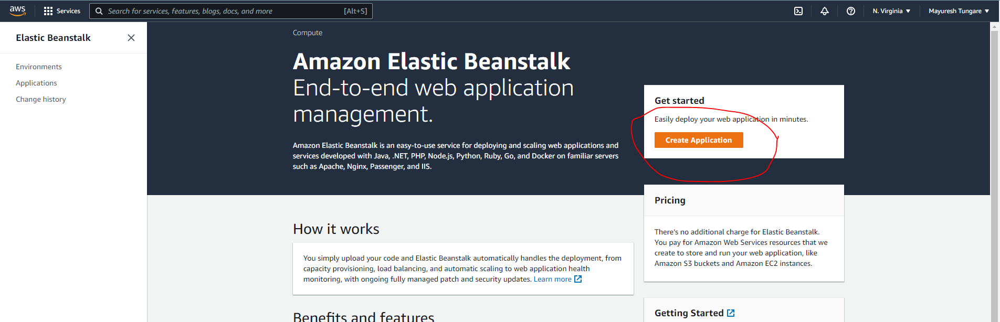 aws
Services
Search for services, features, blogs, docs, and more
[Alt+S]
N. Virginia
Mayuresh Tungare
Elastic Beanstalk
Environments
Applications
Change history
Compute
Amazon Elastic Beanstalk
End-to-end web application
management.
Amazon Elastic Beanstalk is an easy-to-use service for deploying and scaling web applications and
services developed with Java, .NET, PHP, Node.js, Python, Ruby, Go, and Docker on familiar servers
such as Apache, Nginx, Passenger, and IIS.
Get started
Easily deploy your web application in minutes.
Create Application
Pricing
There's no additional charge for Elastic Beanstalk.
You pay for Amazon Web Services resources that we
create to store and run your web application, like
Amazon S3 buckets and Amazon EC2 instances.
How it works
You simply upload your code and Elastic Beanstalk automatically handles the deployment, from
capacity provisioning, load balancing, and automatic scaling to web application health
monitoring, with ongoing fully managed patch and security updates. Learn more
Benefits and features
Getting Started